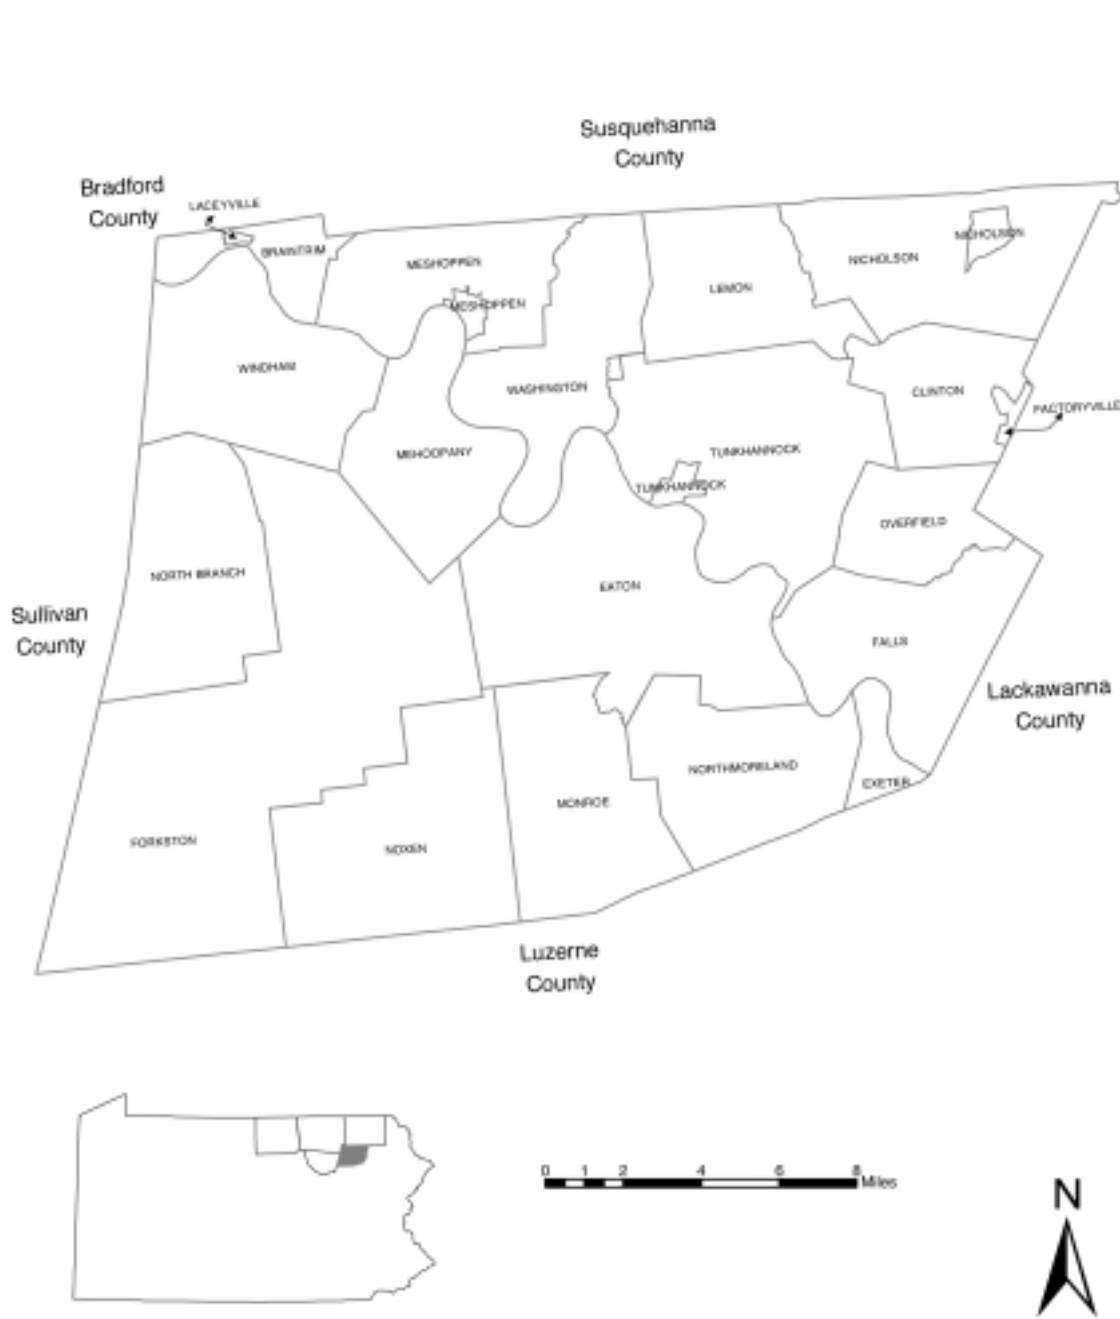 Susquehanna
County
Bradford
County
LACEYVILLE
BRAINTRIM
MESHOPPEN
MESHOPPEN
NICHOLSON
NICHOLSON
LEMON
WINDHAM
WASHINGTON
CLINTON
FACTORYVILLE
MEHOOPANY
TUNKHANNOCK
TUNKHANNOCK
OVERFIELD
NORTH BRANCH
EATON
Sullivan
County
FALLS
Lackawanna
County
NORTHMORELAND
EXETER
MONROE
FORKSTON
NOXEN
Luzerne
County
0 1 2 4 6 8
Miles
N